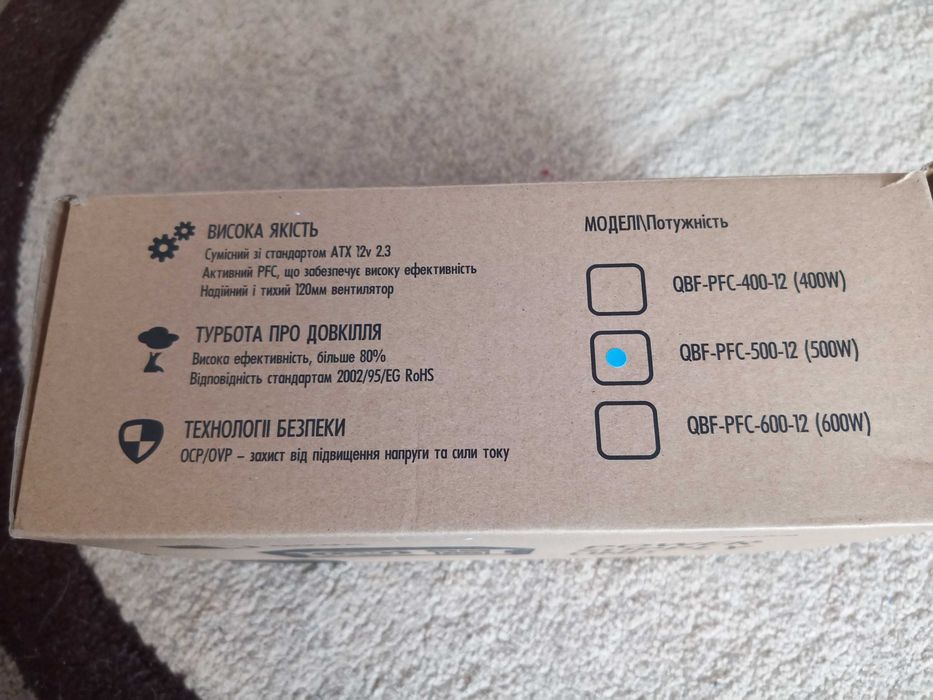 ВИСОКА ЯКІСТЬ
Сумісний зі стандартом ATX 12v 2.3
Активний PFC, що забезпечує високу ефективність
Надійний і тихий 120мм вентилятор
ТУРБОТА ПРО ДОВКІЛЛЯ
Висока ефективність, більше 80%
Відповідність стандартам 2002/95/EG RoHS
ТЕХНОЛОГІІ БЕЗПЕКИ
OCP/OVP – захист від підвищення напруги та сили току
МОДЕЛІ\Потужність
QBF-PFC-400-12 (400W)
QBF-PFC-500-12 (500W)
QBF-PFC-600-12 (600W)